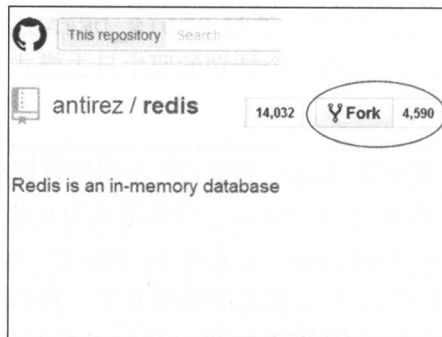 This repository Search
antirez / redis 14,032 Fork 4,590
Redis is an in-memory database